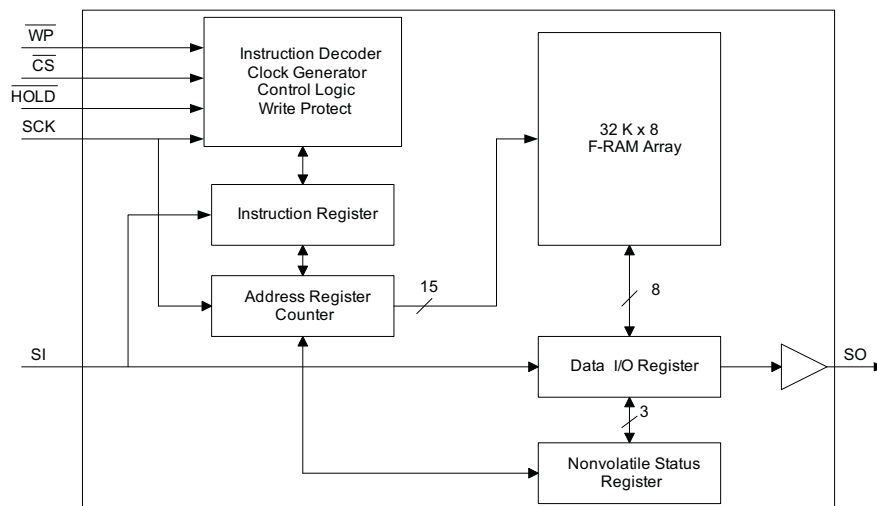 WP
CS
HOLD
SCK
Instruction Decoder
Clock Generator
Control Logic
Write Protect
32 K x 8
F-RAM Array
Instruction Register
Address Register
Counter
15
8
SI
Data I/O Register
SO
3
Nonvolatile Status
Register